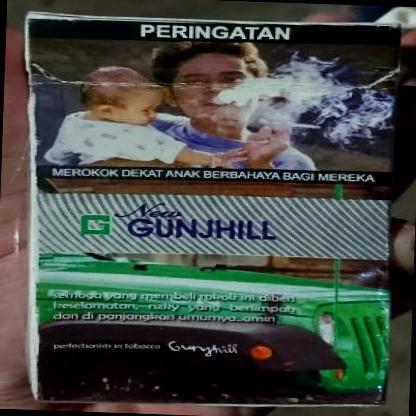 PERINGATAN
MEROKOK DEKAT ANAK BERBAHAYA BAGI MEREKA
New
G GUNJHILL
semoga yang membeli rokok ini diberi
keselamatan, rizky yang berlimpah
dan di panjangkan umurnya..amin
perfectionists in tobacco Gunjhill